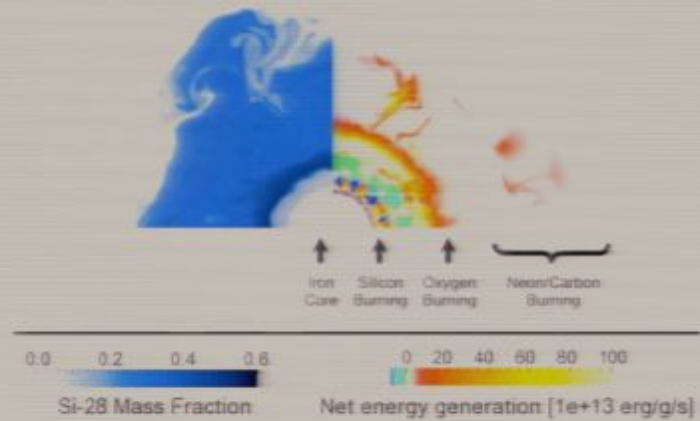 Iron
Core
Silicon
Burning
Oxygen
Burning
Neon/Carbon
Burning
0.0 0.2 0.4 0.6
Si-28 Mass Fraction
0 20 40 60 80 100
Net energy generation [1e+13 erg/g/s]